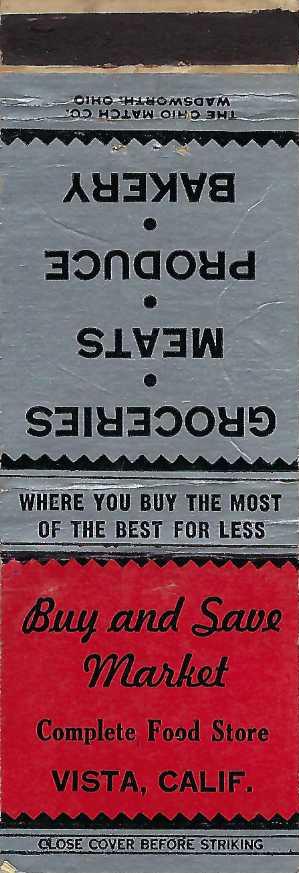 WHERE YOU BUY THE MOST
OF THE BEST FOR LESS
Buy and Save
Market
Complete Food Store
VISTA, CALIF.
CLOSE COVER BEFORE STRIKING
GROCERIES
•
MEATS
•
PRODUCE
•
BAKERY
THE OHIO MATCH CO.
WADSWORTH, OHIO